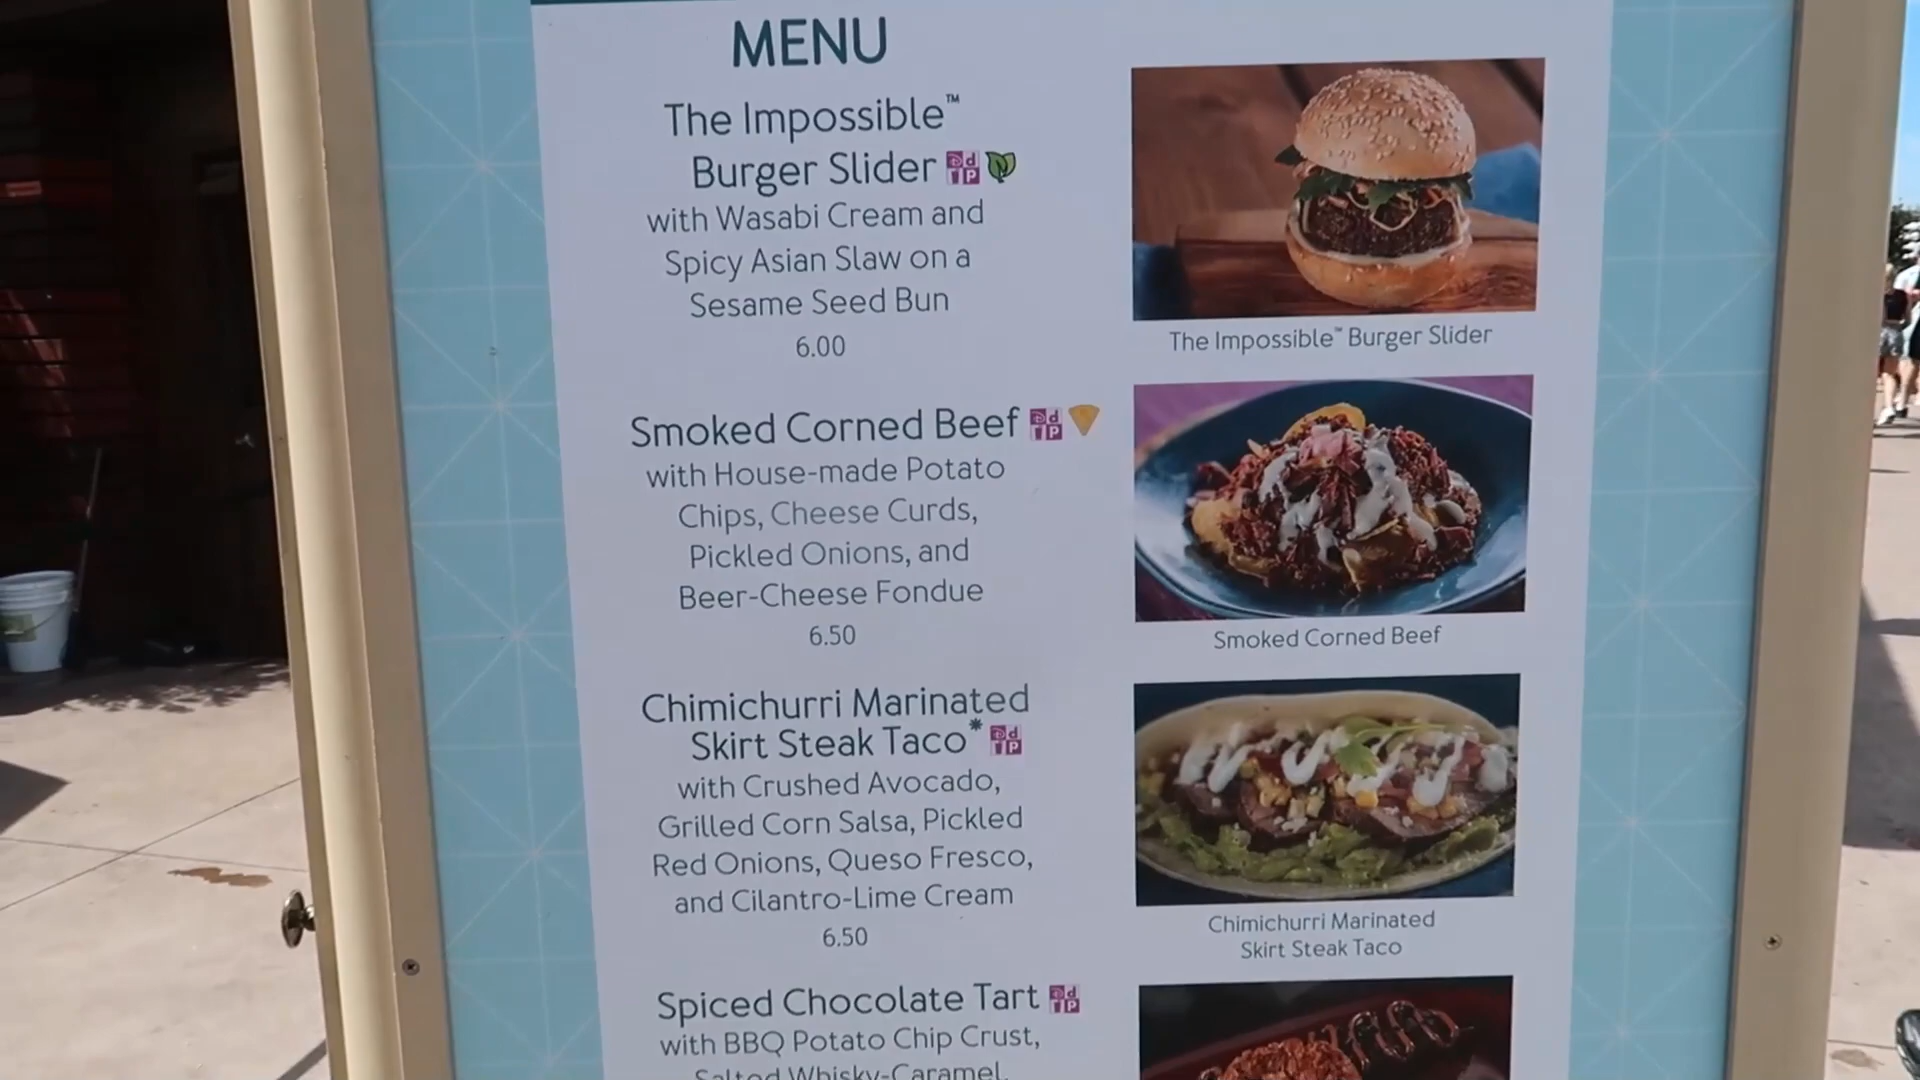 MENU
The Impossible™
Burger Slider
with Wasabi Cream and
Spicy Asian Slaw on a
Sesame Seed Bun
6.00
The Impossible™ Burger Slider
Smoked Corned Beef
with House-made Potato
Chips, Cheese Curds,
Pickled Onions, and
Beer-Cheese Fondue
6.50
Smoked Corned Beef
Chimichurri Marinated
Skirt Steak Taco*
with Crushed Avocado,
Grilled Corn Salsa, Pickled
Red Onions, Queso Fresco,
and Cilantro-Lime Cream
6.50
Chimichurri Marinated
Skirt Steak Taco
Spiced Chocolate Tart
with BBQ Potato Chip Crust,
Salted Whisky-Caramel,